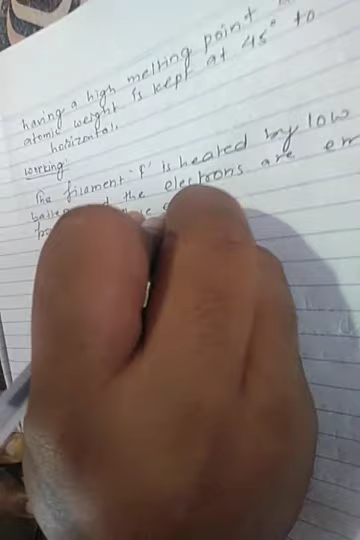 having a high melting point
atomic weight is kept at 45° to
horizontal.
Working:
The filament 'F' is heated by low
the electrons are em